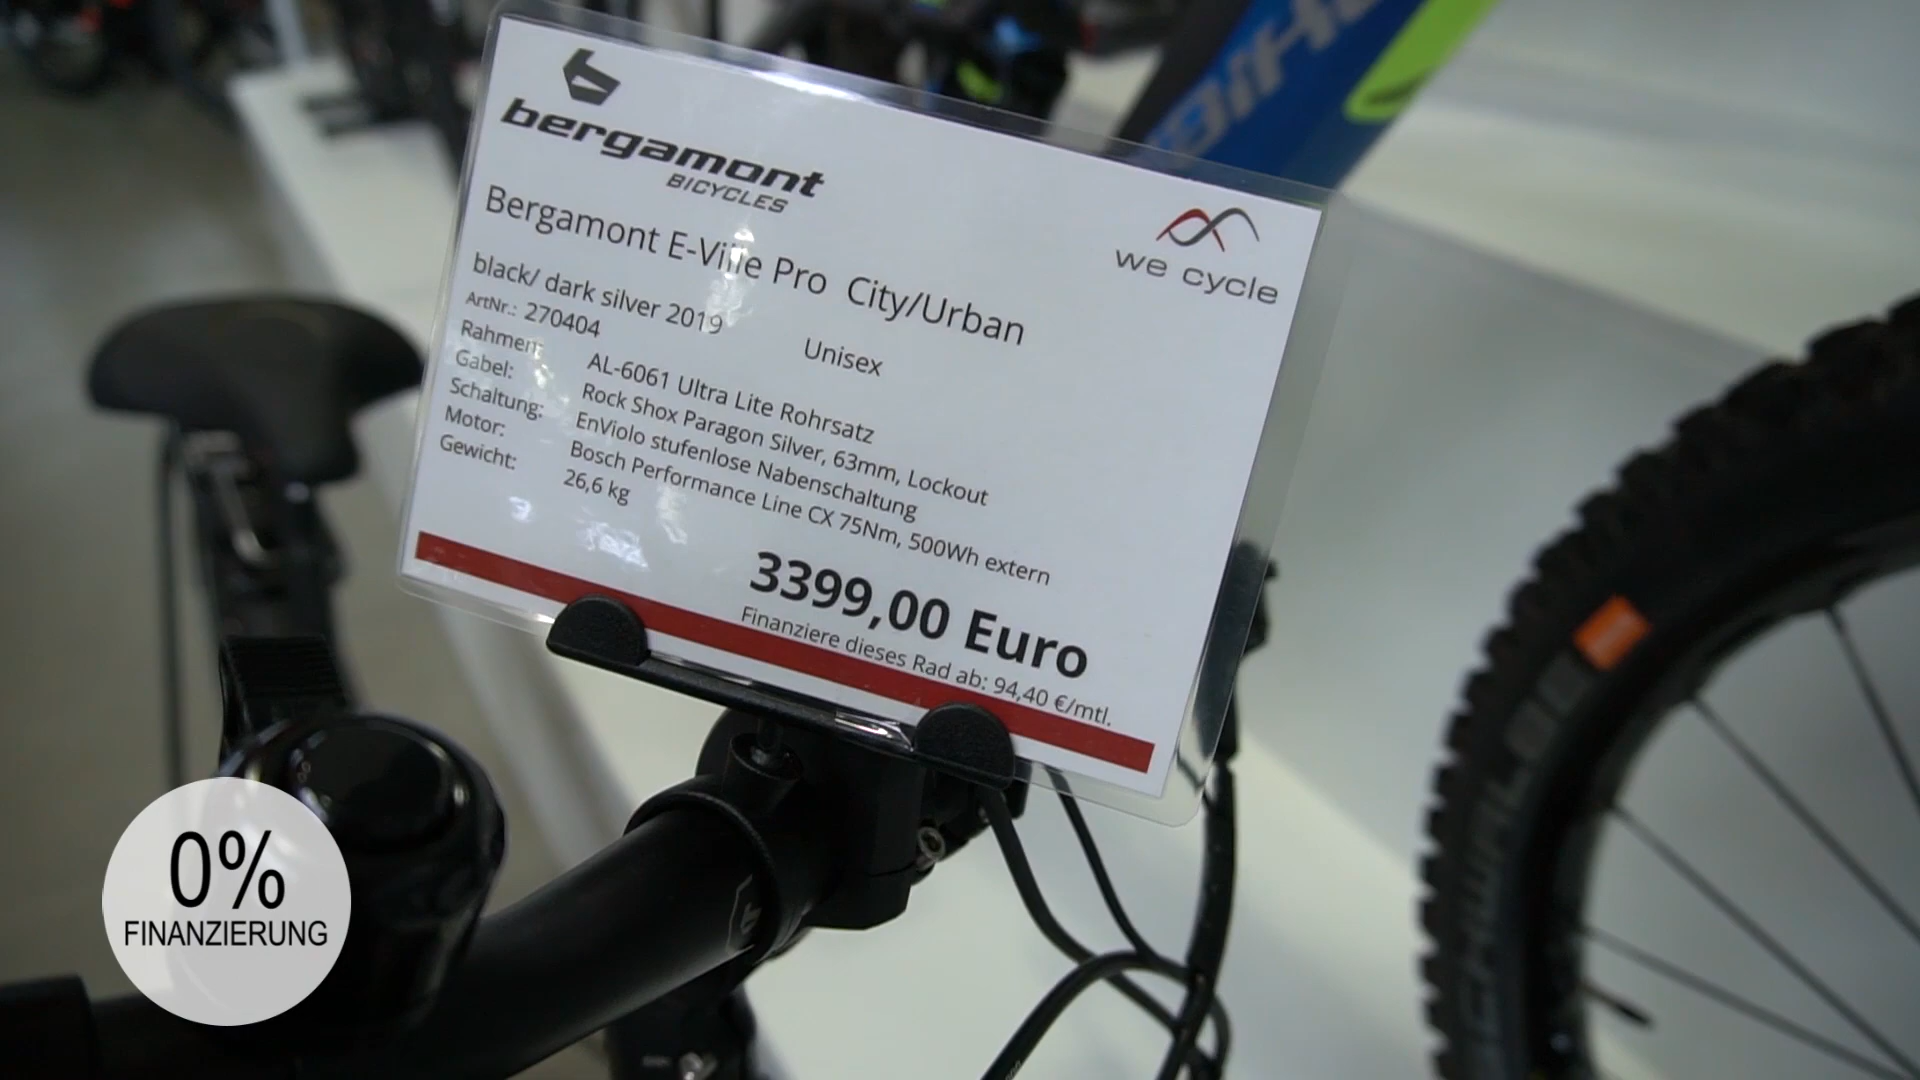 bergamont
BICYCLES
we cycle
Bergamont E-Ville Pro City/Urban
black/ dark silver 2019
Unisex
ArtNr.: 270404
Rahmen: AL-6061 Ultra Lite Rohrsatz
Gabel: Rock Shox Paragon Silver, 63mm, Lockout
Schaltung: EnViolo stufenlose Nabenschaltung
Motor: Bosch Performance Line CX 75Nm, 500Wh extern
Gewicht: 26,6 kg
3399,00 Euro
Finanziere dieses Rad ab: 94,40 €/mtl.
0%
FINANZIERUNG